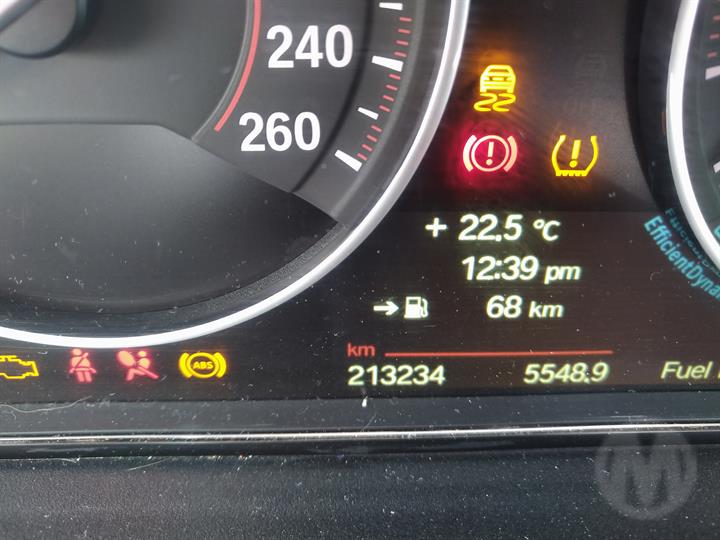 240
260
+ 22.5 °C
12:39 pm
→ 68 km
EfficientDyna
ABS
km
213234 5548.9 Fuel
M